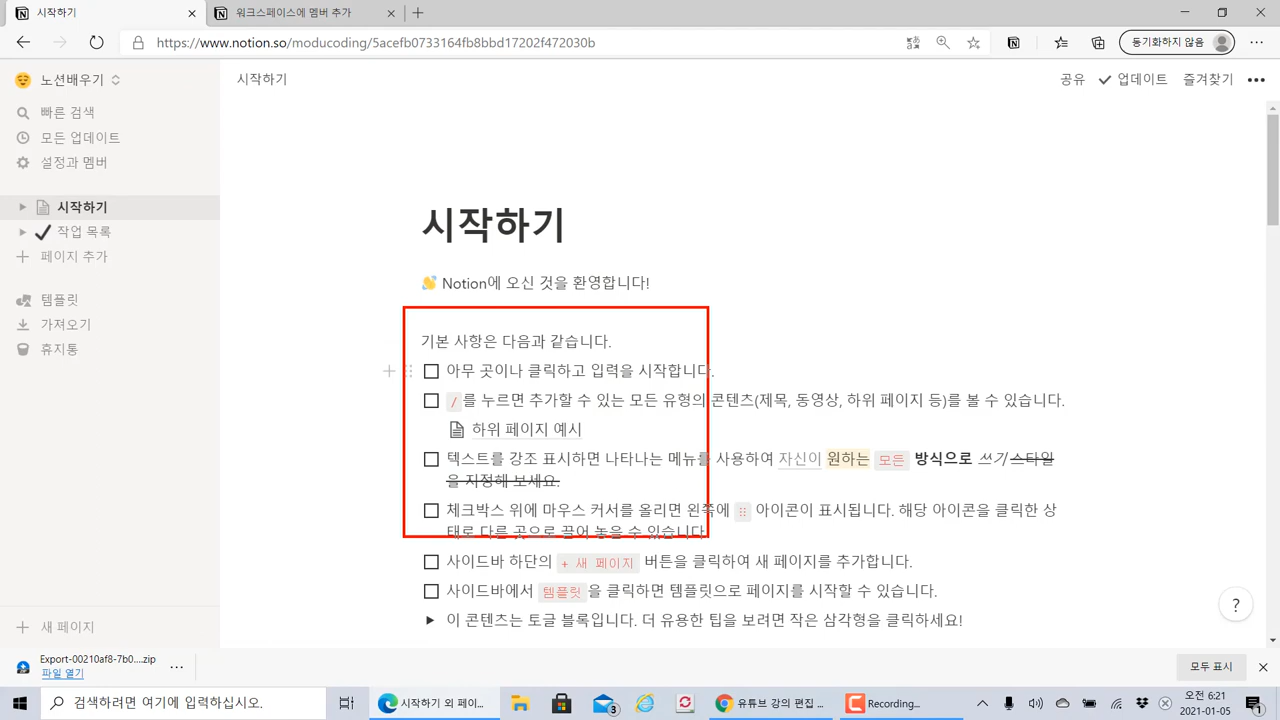 시작하기
워크스페이스에 멤버 추가
https://www.notion.so/moducoding/5acefb0733164fb8bbd17202f472030b
동기화하지 않음
노션배우기
시작하기
공유
업데이트
즐겨찾기
빠른 검색
모든 업데이트
설정과 멤버
시작하기
작업 목록
페이지 추가
템플릿
가져오기
휴지통
새 페이지
시작하기
Notion에 오신 것을 환영합니다!
기본 사항은 다음과 같습니다.
아무 곳이나 클릭하고 입력을 시작합니다.
/ 를 누르면 추가할 수 있는 모든 유형의 콘텐츠(제목, 동영상, 하위 페이지 등)를 볼 수 있습니다.
하위 페이지 예시
텍스트를 강조 표시하면 나타나는 메뉴를 사용하여 자신이 원하는 모든 방식으로 쓰기 스타일
을 지정해 보세요.
체크박스 위에 마우스 커서를 올리면 왼쪽에 ⠿ 아이콘이 표시됩니다. 해당 아이콘을 클릭한 상
태로 다른 곳으로 끌어 놓을 수 있습니다.
사이드바 하단의 + 새 페이지 버튼을 클릭하여 새 페이지를 추가합니다.
사이드바에서 템플릿 을 클릭하면 템플릿으로 페이지를 시작할 수 있습니다.
이 콘텐츠는 토글 블록입니다. 더 유용한 팁을 보려면 작은 삼각형을 클릭하세요!
?
Export-00210af8-7b0....zip
파일 열기
모두 표시
검색하려면 여기에 입력하십시오.
시작하기 외 페이...
3
유튜브 강의 편집 ...
Recording...
오전 6:21
2021-01-05
1